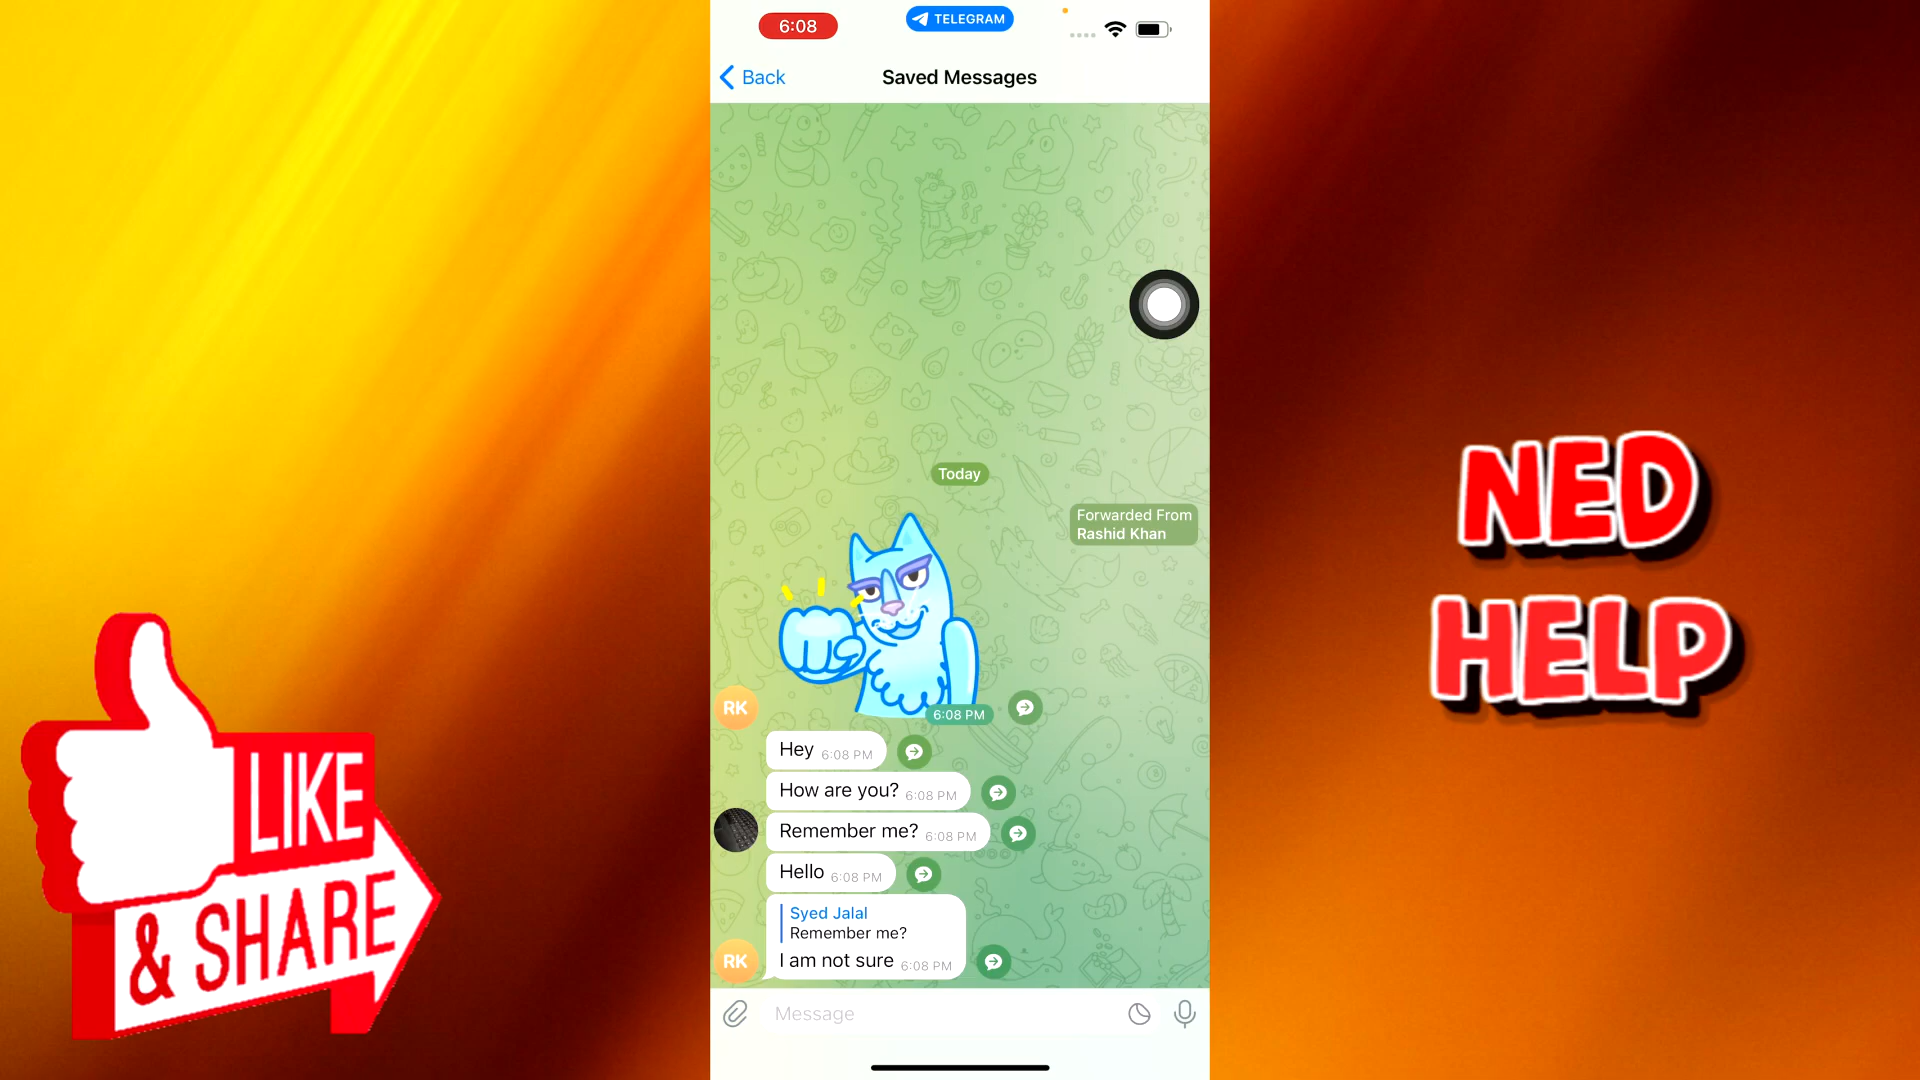 6:08
TELEGRAM
Back
Saved Messages
Today
Forwarded From
Rashid Khan
6:08 PM
RK
Hey 6:08 PM
How are you? 6:08 PM
Remember me? 6:08 PM
Hello 6:08 PM
Syed Jalal
Remember me?
I am not sure 6:08 PM
RK
Message
LIKE
& SHARE
NED
HELP